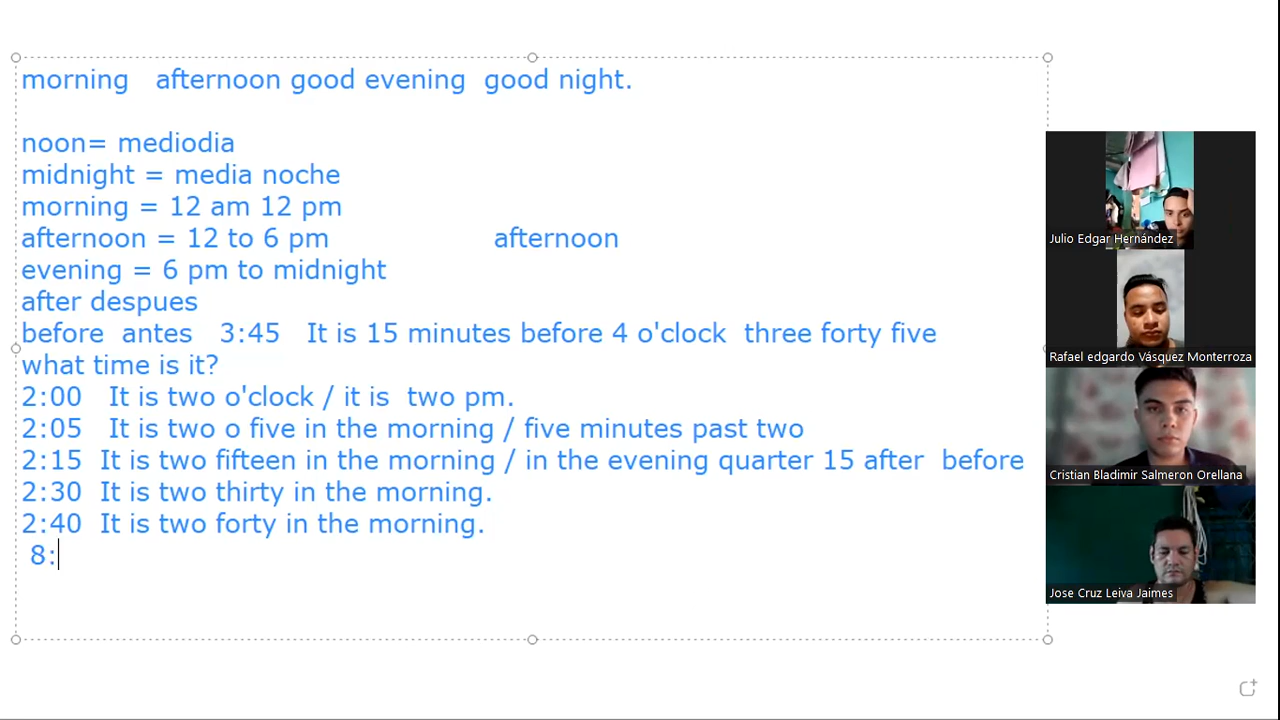 morning afternoon good evening good night.
noon= mediodia
midnight = media noche
morning = 12 am 12 pm
afternoon = 12 to 6 pm afternoon
evening = 6 pm to midnight
after despues
before antes 3:45 It is 15 minutes before 4 o'clock three forty five
what time is it?
2:00 It is two o'clock / it is two pm.
2:05 It is two o five in the morning / five minutes past two
2:15 It is two fifteen in the morning / in the evening quarter 15 after before
2:30 It is two thirty in the morning.
2:40 It is two forty in the morning.
8:
Julio Edgar Hernández
Rafael edgardo Vásquez Monterroza
Cristian Bladimir Salmeron Orellana
Jose Cruz Leiva Jaimes